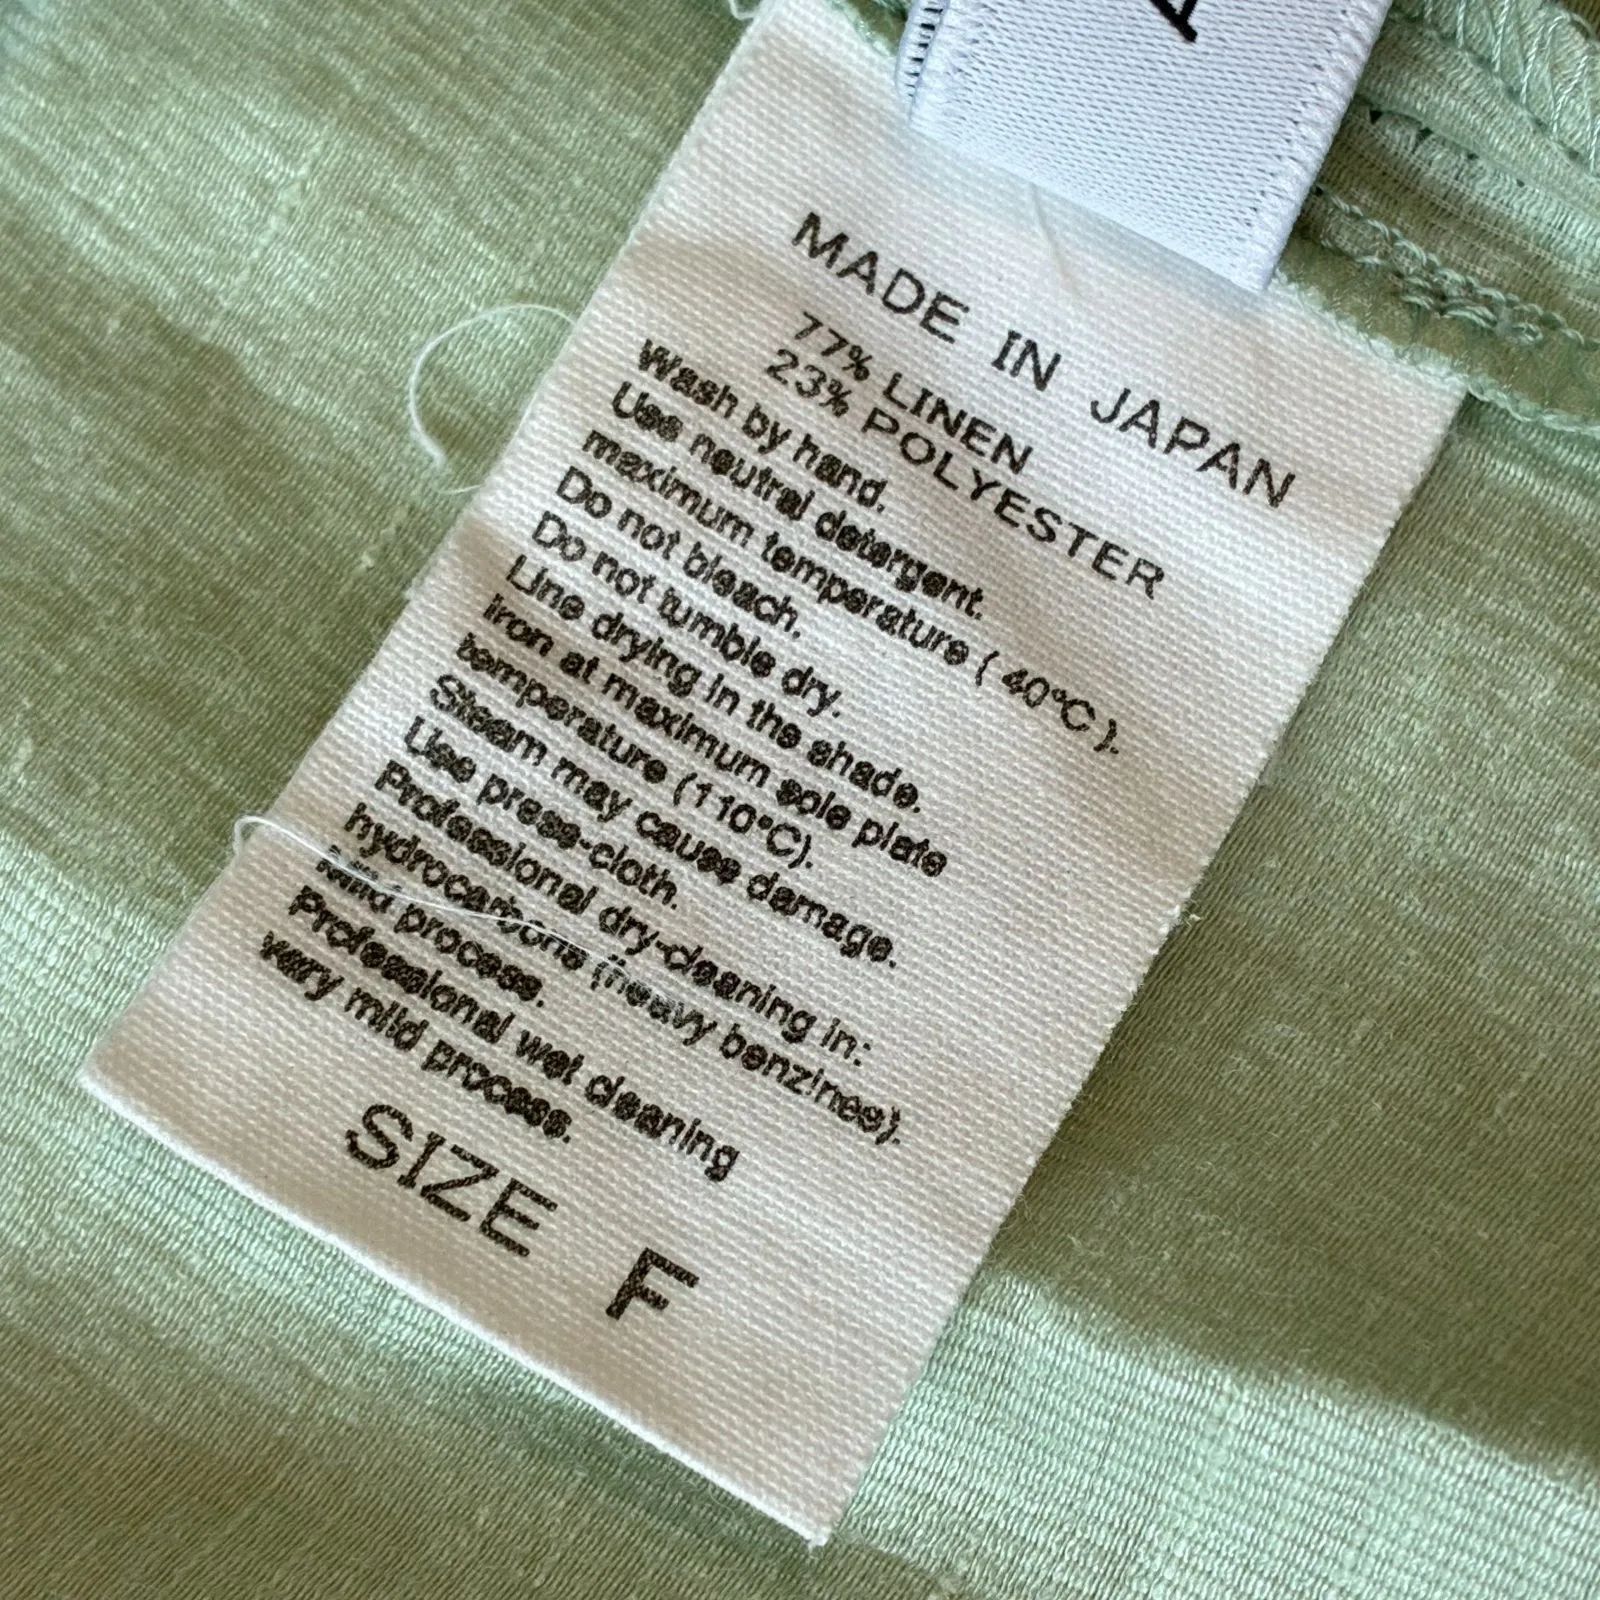 MADE IN JAPAN
77% LINEN
23% POLYESTER
Wash by hand.
Use neutral detergent.
maximum temperature ( 40°C ).
Do not bleach.
Do not tumble dry.
Line drying in the shade.
Iron at maximum sole plate
temperature (110°C).
Steam may cause damage.
Use press-cloth.
Professional dry-cleaning in:
hydrocarbons (heavy benzines).
Mild process.
Professional wet cleaning
very mild process.
SIZE F